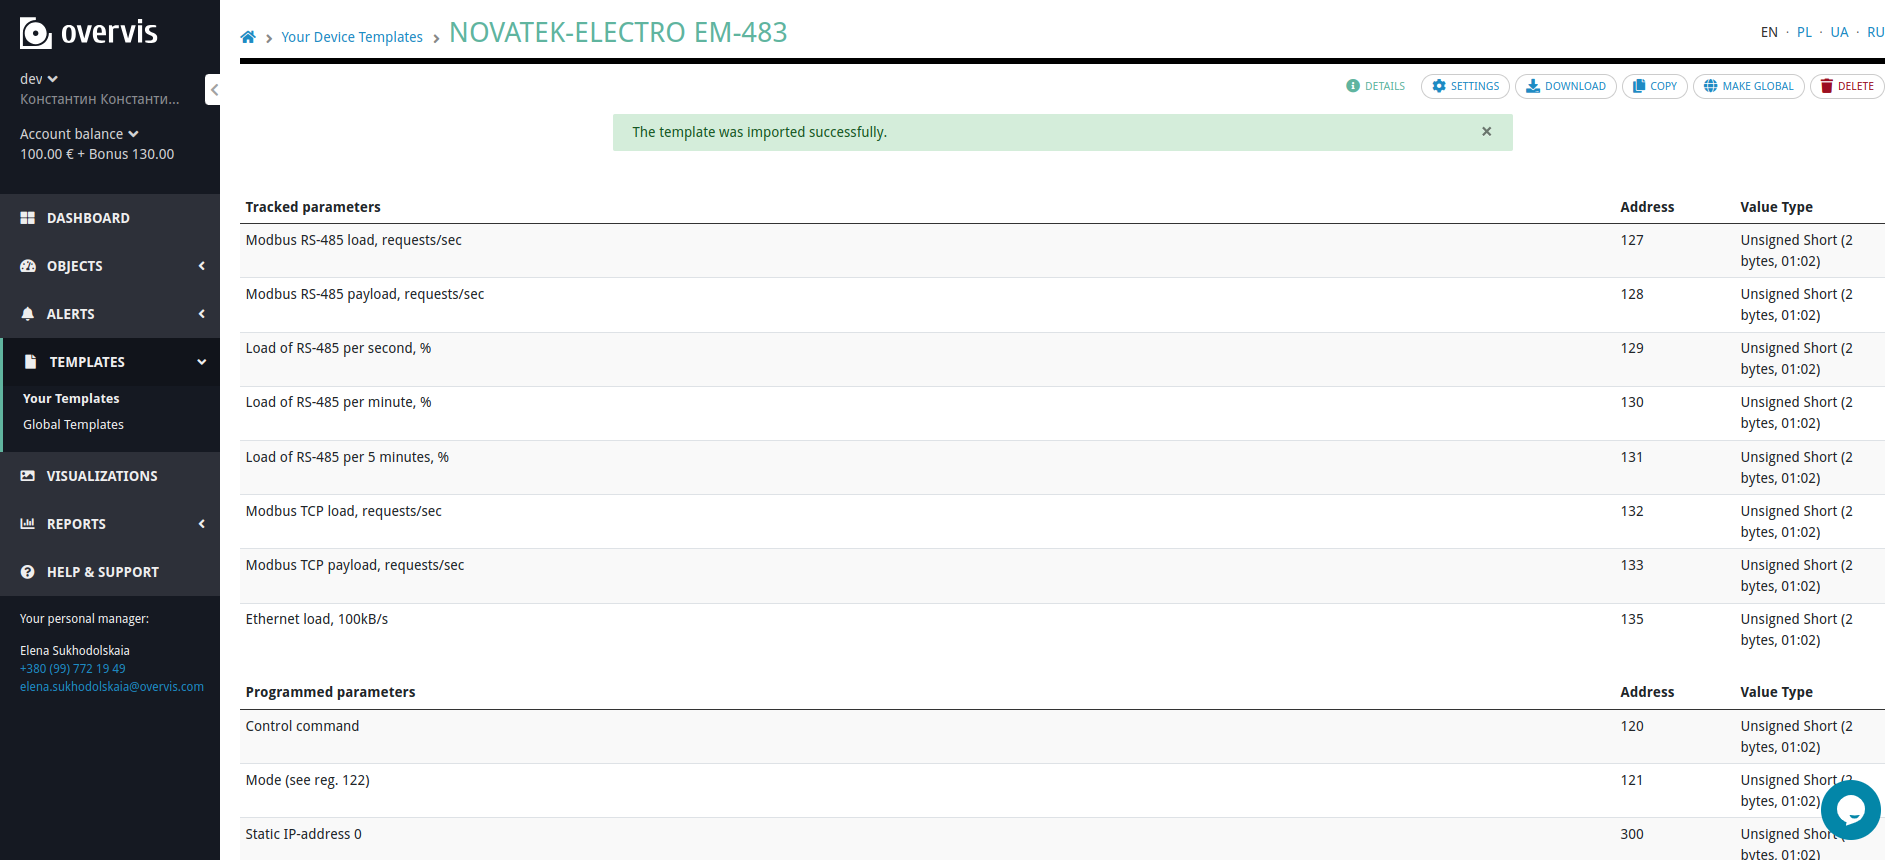 overvis
dev
Константин Константи...
Account balance
100.00 € + Bonus 130.00
DASHBOARD
OBJECTS
ALERTS
TEMPLATES
Your Templates
Global Templates
VISUALIZATIONS
REPORTS
HELP & SUPPORT
Your personal manager:
Elena Sukhodolskaia
+380 (99) 772 19 49
elena.sukhodolskaia@overvis.com
Your Device Templates
NOVATEK-ELECTRO EM-483
EN · PL · UA · RU
DETAILS SETTINGS DOWNLOAD COPY MAKE GLOBAL DELETE
The template was imported successfully. ×
Tracked parameters Address Value Type
Modbus RS-485 load, requests/sec 127 Unsigned Short (2
bytes, 01:02)
Modbus RS-485 payload, requests/sec 128 Unsigned Short (2
bytes, 01:02)
Load of RS-485 per second, % 129 Unsigned Short (2
bytes, 01:02)
Load of RS-485 per minute, % 130 Unsigned Short (2
bytes, 01:02)
Load of RS-485 per 5 minutes, % 131 Unsigned Short (2
bytes, 01:02)
Modbus TCP load, requests/sec 132 Unsigned Short (2
bytes, 01:02)
Modbus TCP payload, requests/sec 133 Unsigned Short (2
bytes, 01:02)
Ethernet load, 100kB/s 135 Unsigned Short (2
bytes, 01:02)
Programmed parameters Address Value Type
Control command 120 Unsigned Short (2
bytes, 01:02)
Mode (see reg. 122) 121 Unsigned Short (2
bytes, 01:02)
Static IP-address 0 300 Unsigned Short (
bytes, 01:02)